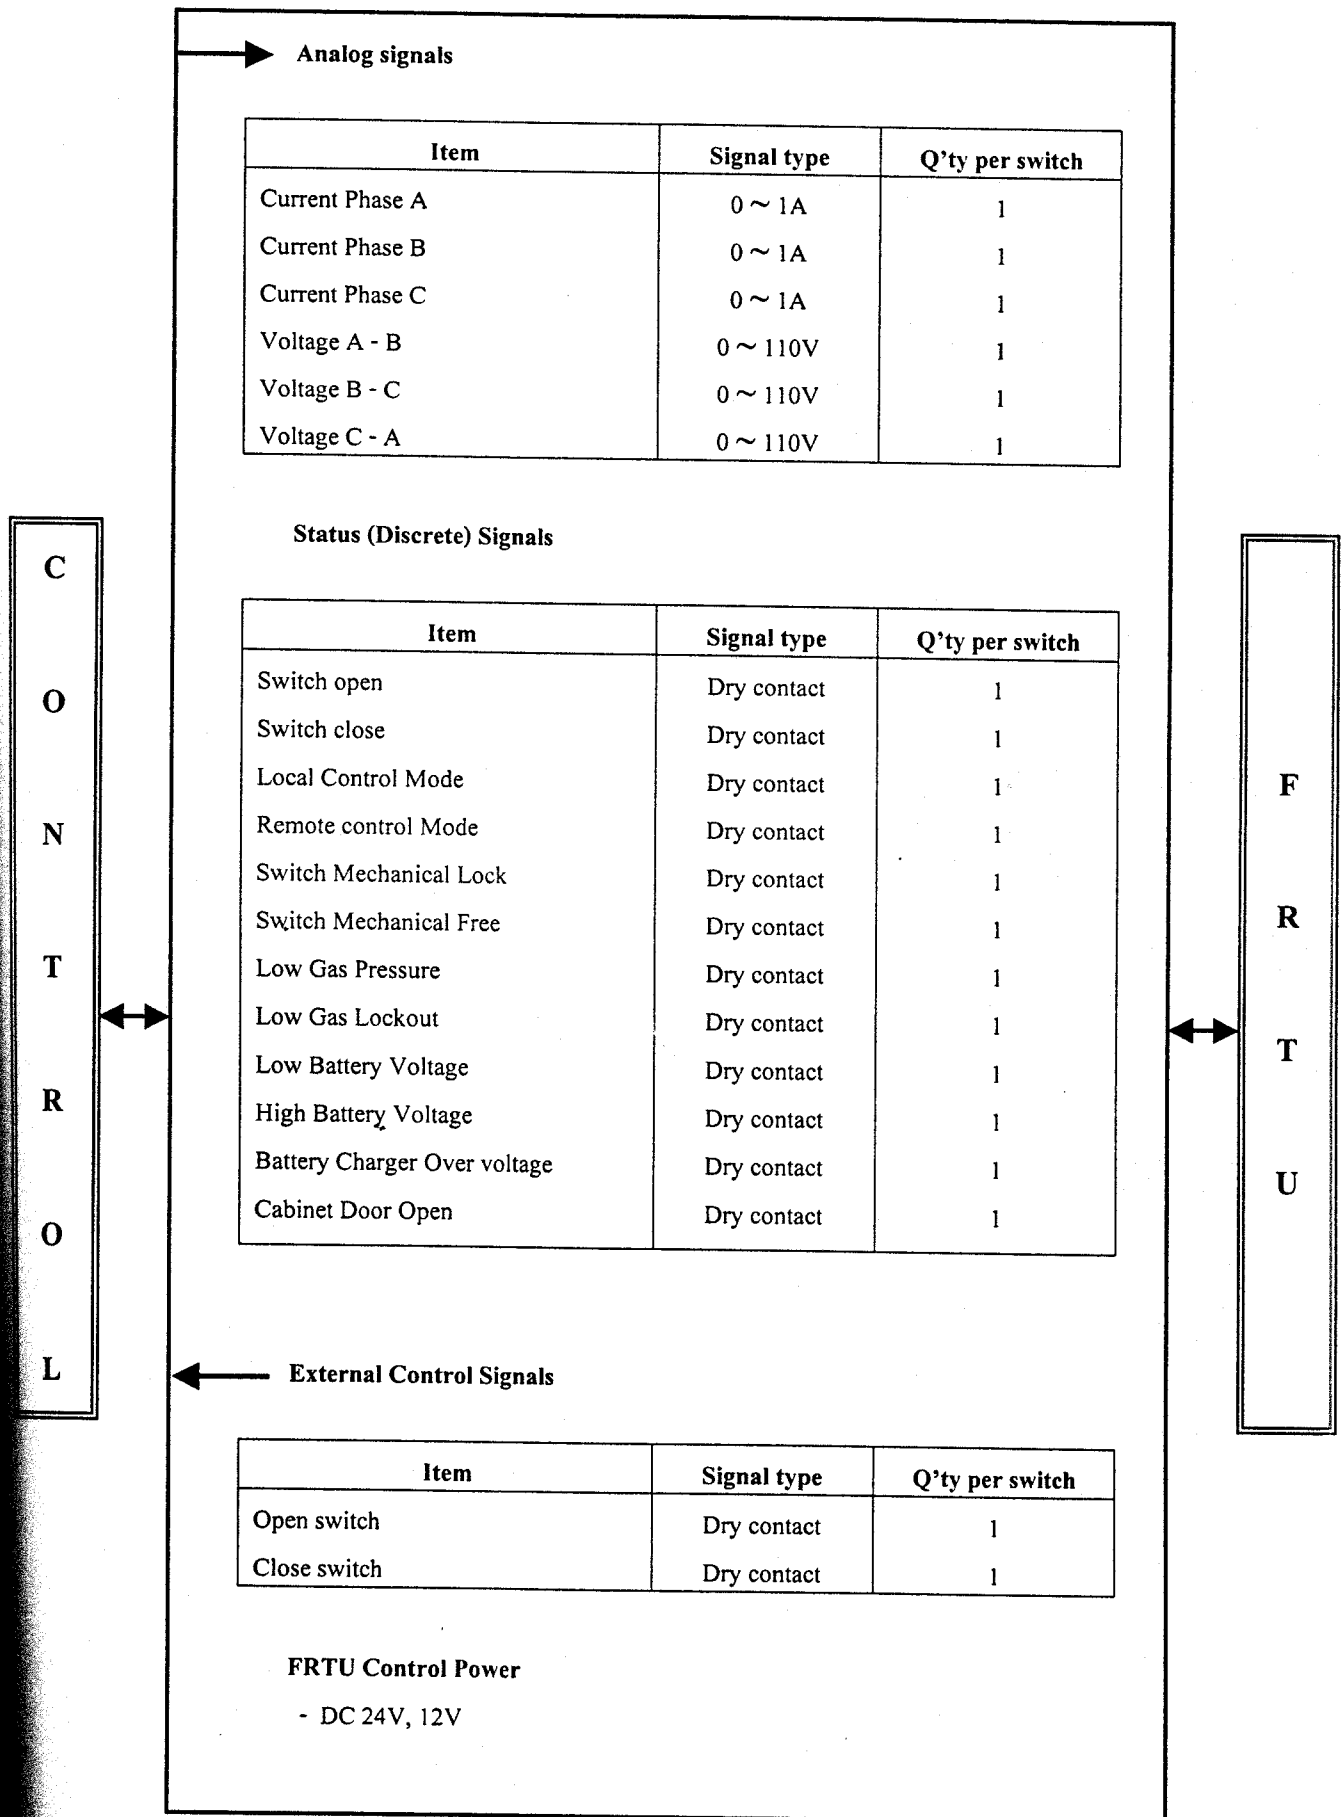 Analog signals
Item Signal type Q'ty per switch
Current Phase A 0 ~ 1A 1
Current Phase B 0 ~ 1A 1
Current Phase C 0 ~ 1A 1
Voltage A - B 0 ~ 110V 1
Voltage B - C 0 ~ 110V 1
Voltage C - A 0 ~ 110V 1
Status (Discrete) Signals
Item Signal type Q'ty per switch
Switch open Dry contact 1
Switch close Dry contact 1
Local Control Mode Dry contact 1
Remote control Mode Dry contact 1
Switch Mechanical Lock Dry contact 1
Switch Mechanical Free Dry contact 1
Low Gas Pressure Dry contact 1
Low Gas Lockout Dry contact 1
Low Battery Voltage Dry contact 1
High Battery Voltage Dry contact 1
Battery Charger Over voltage Dry contact 1
Cabinet Door Open Dry contact 1
External Control Signals
Item Signal type Q'ty per switch
Open switch Dry contact 1
Close switch Dry contact 1
FRTU Control Power
- DC 24V, 12V
C
O
N
T
R
O
L
F
R
T
U